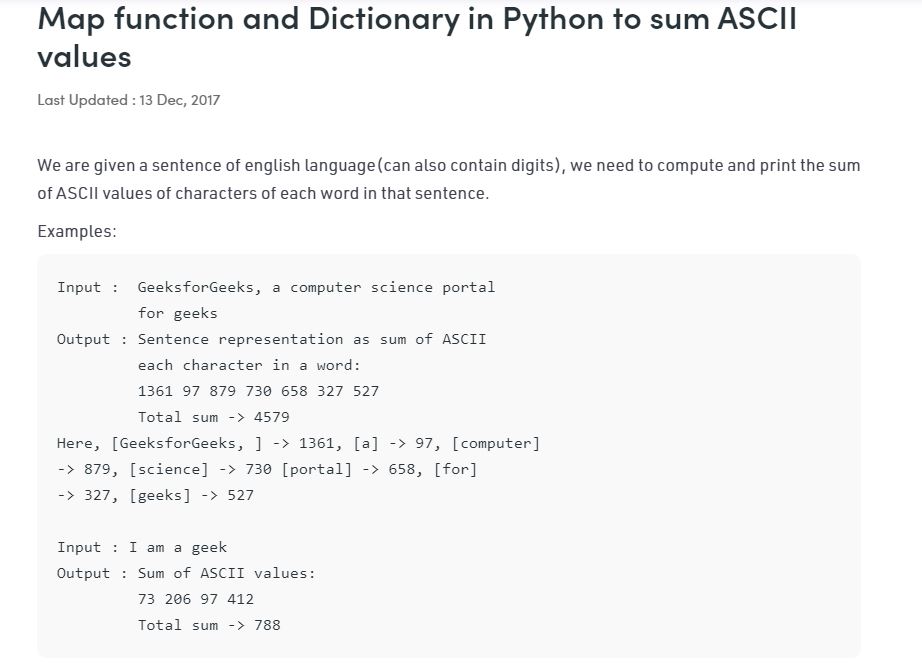 Map function and Dictionary in Python to sum ASCII
values
Last Updated : 13 Dec, 2017
We are given a sentence of english language(can also contain digits), we need to compute and print the sum
of ASCII values of characters of each word in that sentence.
Examples:
Input :  GeeksforGeeks, a computer science portal
         for geeks
Output : Sentence representation as sum of ASCII
         each character in a word:
         1361 97 879 730 658 327 527
         Total sum -> 4579
Here, [GeeksforGeeks, ] -> 1361, [a] -> 97, [computer]
-> 879, [science] -> 730 [portal] -> 658, [for]
-> 327, [geeks] -> 527
Input : I am a geek
Output : Sum of ASCII values:
         73 206 97 412
         Total sum -> 788